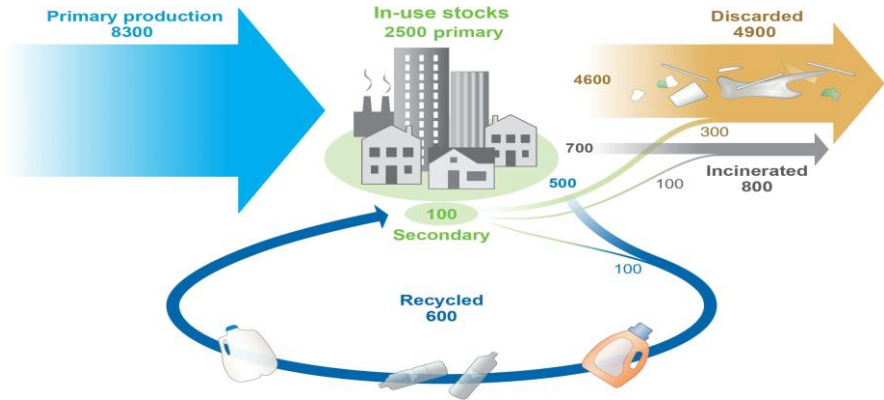 Primary production
8300
In-use stocks
2500 primary
Discarded
4900
4600
300
700
Incinerated
800
100
500
100
Secondary
100
Recycled
600